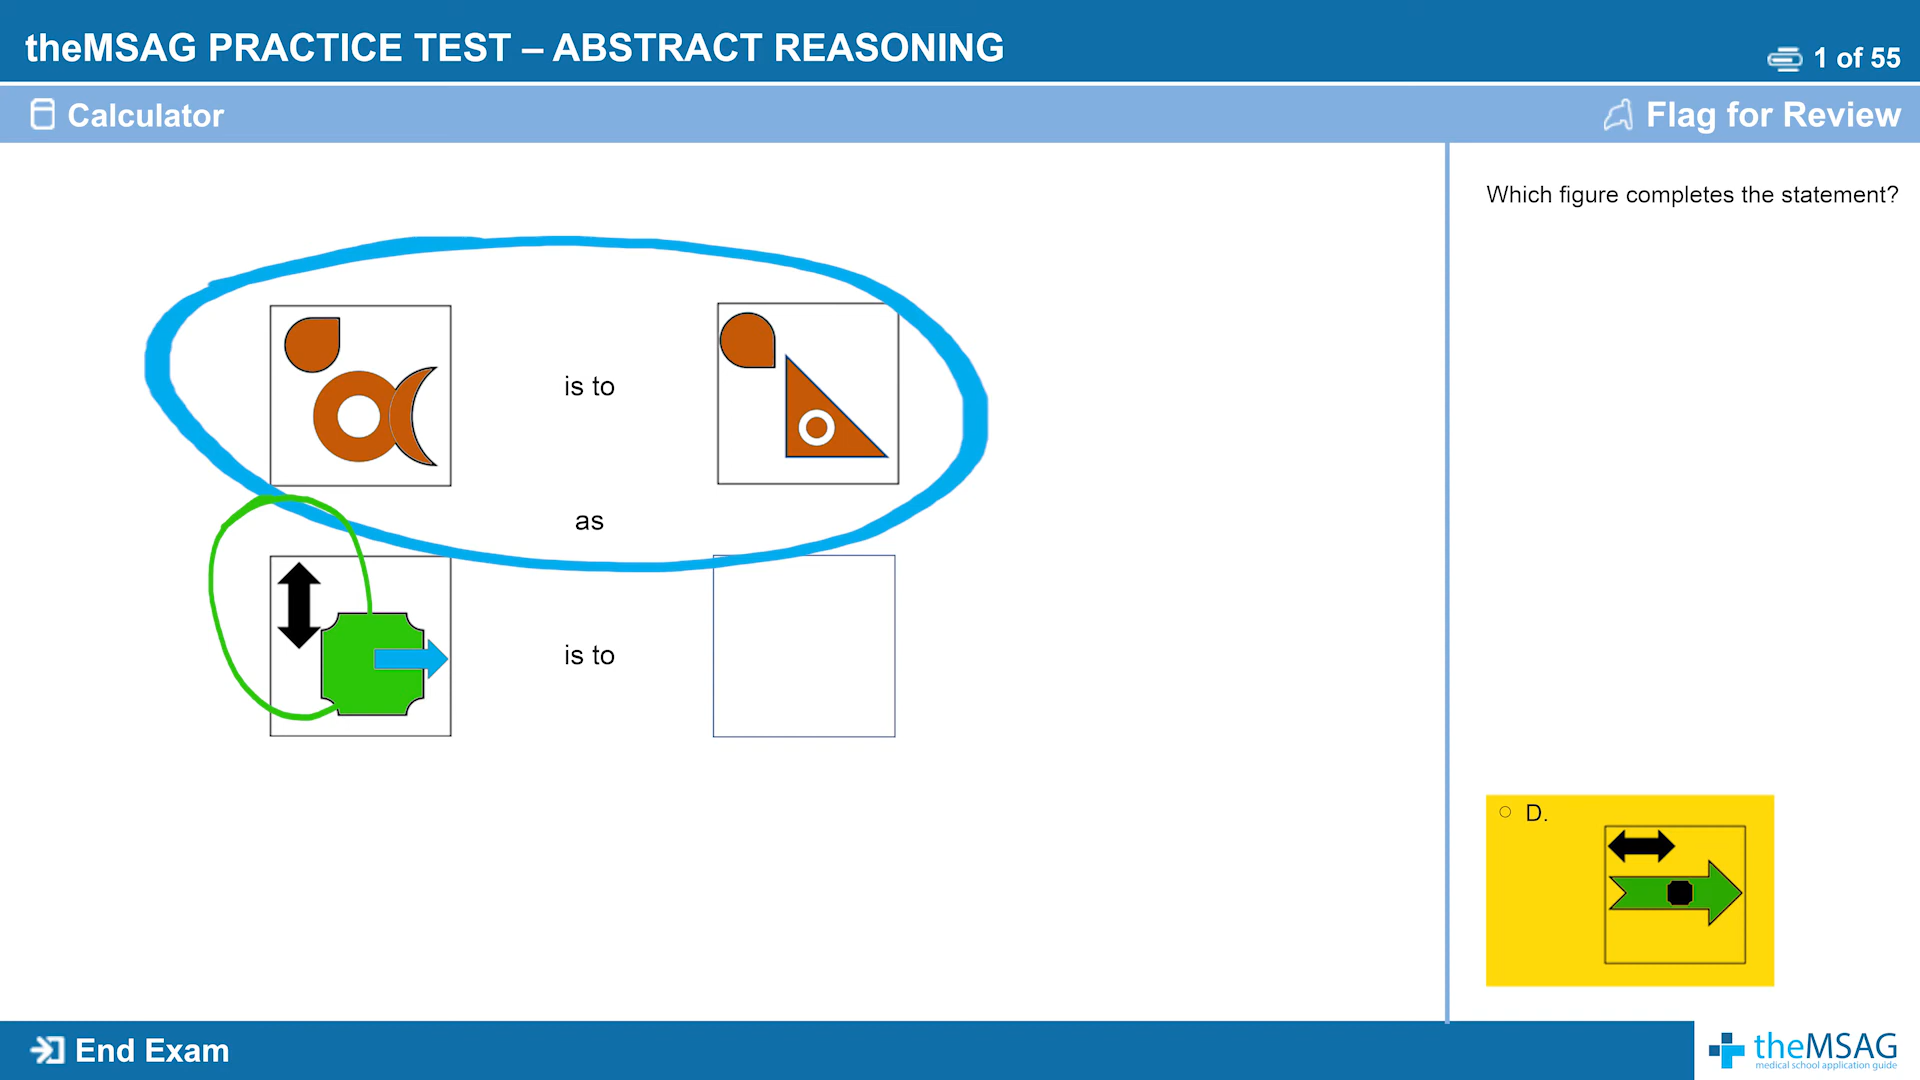 theMSAG PRACTICE TEST – ABSTRACT REASONING
1 of 55
Calculator
Flag for Review
Which figure completes the statement?
is to
as
is to
D.
End Exam
theMSAG
medical school application guide